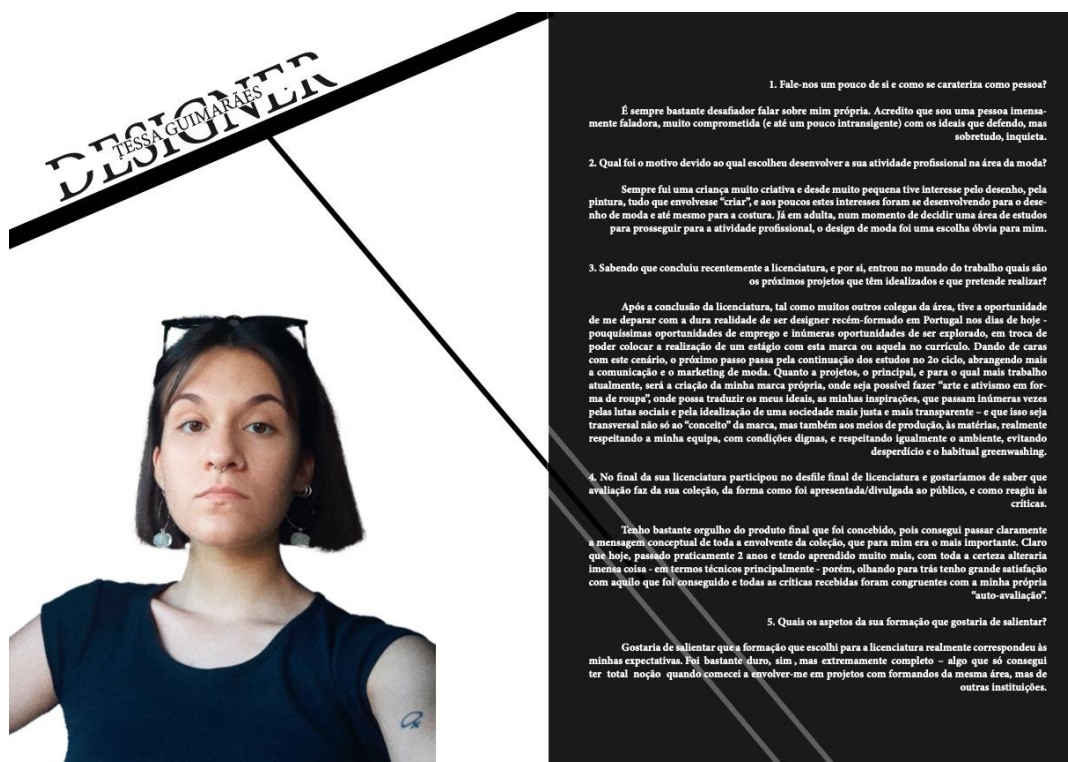 DESIGNER
TESSA GUIMARÃES
1. Fale-nos um pouco de si e como se carateriza como pessoa?
É sempre bastante desafiador falar sobre mim própria. Acredito que sou uma pessoa imensa-
mente faladora, muito comprometida (e até um pouco intransigente) com os ideais que defendo, mas
sobretudo, inquieta.
2. Qual foi o motivo devido ao qual escolheu desenvolver a sua atividade profissional na área da moda?
Sempre fui uma criança muito criativa e desde muito pequena tive interesse pelo desenho, pela
pintura, tudo que envolvesse “criar”, e aos poucos estes interesses foram se desenvolvendo para o dese-
nho de moda e até mesmo para a costura. Já em adulta, num momento de decidir uma área de estudos
para prosseguir para a atividade profissional, o design de moda foi uma escolha óbvia para mim.
3. Sabendo que concluiu recentemente a licenciatura, e por si, entrou no mundo do trabalho quais são
os próximos projetos que têm idealizados e que pretende realizar?
Após a conclusão da licenciatura, tal como muitos outros colegas da área, tive a oportunidade
de me deparar com a dura realidade de ser designer recém-formado em Portugal nos dias de hoje -
pouquíssimas oportunidades de emprego e inúmeras oportunidades de ser explorado, em troca de
poder colocar a realização de um estágio com esta marca ou aquela no currículo. Dando de caras
com este cenário, o próximo passo passa pela continuação dos estudos no 2o ciclo, abrangendo mais
a comunicação e o marketing de moda. Quanto a projetos, o principal, e para o qual mais trabalho
atualmente, será a criação da minha marca própria, onde seja possível fazer “arte e ativismo em for-
ma de roupa”, onde possa traduzir os meus ideais, as minhas inspirações, que passam inúmeras vezes
pelas lutas sociais e pela idealização de uma sociedade mais justa e mais transparente – e que isso seja
transversal não só ao “conceito” da marca, mas também aos meios de produção, às matérias, realmente
respeitando a minha equipa, com condições dignas, e respeitando igualmente o ambiente, evitando
desperdício e o habitual greenwashing.
4. No final da sua licenciatura participou no desfile final de licenciatura e gostaríamos de saber que
avaliação faz da sua coleção, da forma como foi apresentada/divulgada ao público, e como reagiu às
críticas.
Tenho bastante orgulho do produto final que foi concebido, pois consegui passar claramente
a mensagem conceptual de toda a envolvente da coleção, que para mim era o mais importante. Claro
que hoje, passado praticamente 2 anos e tendo aprendido muito mais, com toda a certeza alteraria
imensa coisa - em termos técnicos principalmente - porém, olhando para trás tenho grande satisfação
com aquilo que foi conseguido e todas as críticas recebidas foram congruentes com a minha própria
“auto-avaliação”.
5. Quais os aspetos da sua formação que gostaria de salientar?
Gostaria de salientar que a formação que escolhi para a licenciatura realmente correspondeu às
minhas expectativas. Foi bastante duro, sim , mas extremamente completo – algo que só consegui
ter total noção quando comecei a envolver-me em projetos com formandos da mesma área, mas de
outras instituições.